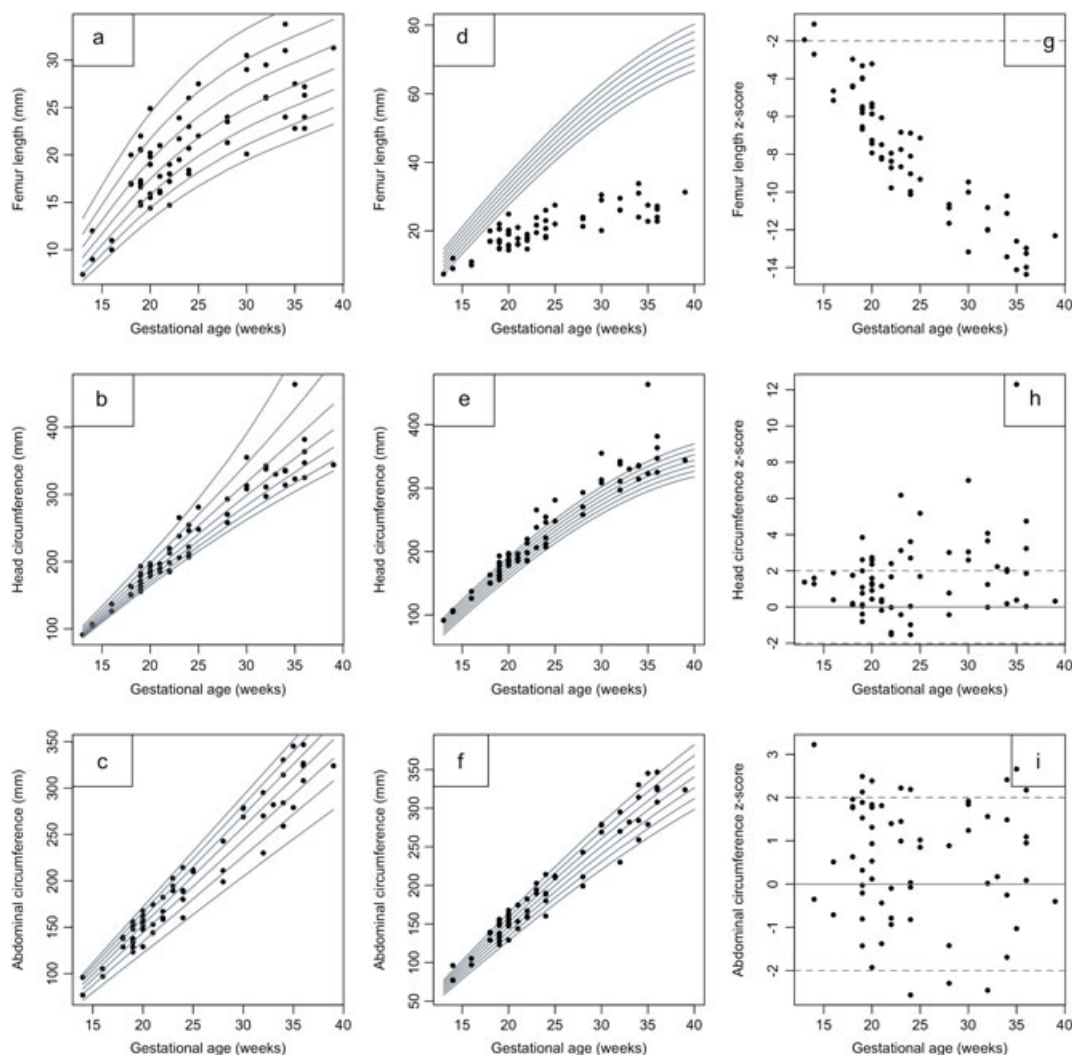 a
Femur length (mm)
10 15 20 25 30
15 20 25 30 35 40
Gestational age (weeks)
d
Femur length (mm)
20 40 60 80
15 20 25 30 35 40
Gestational age (weeks)
g
Femur length z-score
-14 -12 -10 -8 -6 -4 -2
15 20 25 30 35 40
Gestational age (weeks)
b
Head circumference (mm)
100 200 300 400
15 20 25 30 35 40
Gestational age (weeks)
e
Head circumference (mm)
100 200 300 400
15 20 25 30 35 40
Gestational age (weeks)
h
Head circumference z-score
-2 0 2 4 6 8 10 12
15 20 25 30 35 40
Gestational age (weeks)
c
Abdominal circumference (mm)
100 150 200 250 300 350
15 20 25 30 35 40
Gestational age (weeks)
f
Abdominal circumference (mm)
50 100 150 200 250 300 350
15 20 25 30 35 40
Gestational age (weeks)
i
Abdominal circumference z-score
-2 -1 0 1 2 3
15 20 25 30 35 40
Gestational age (weeks)